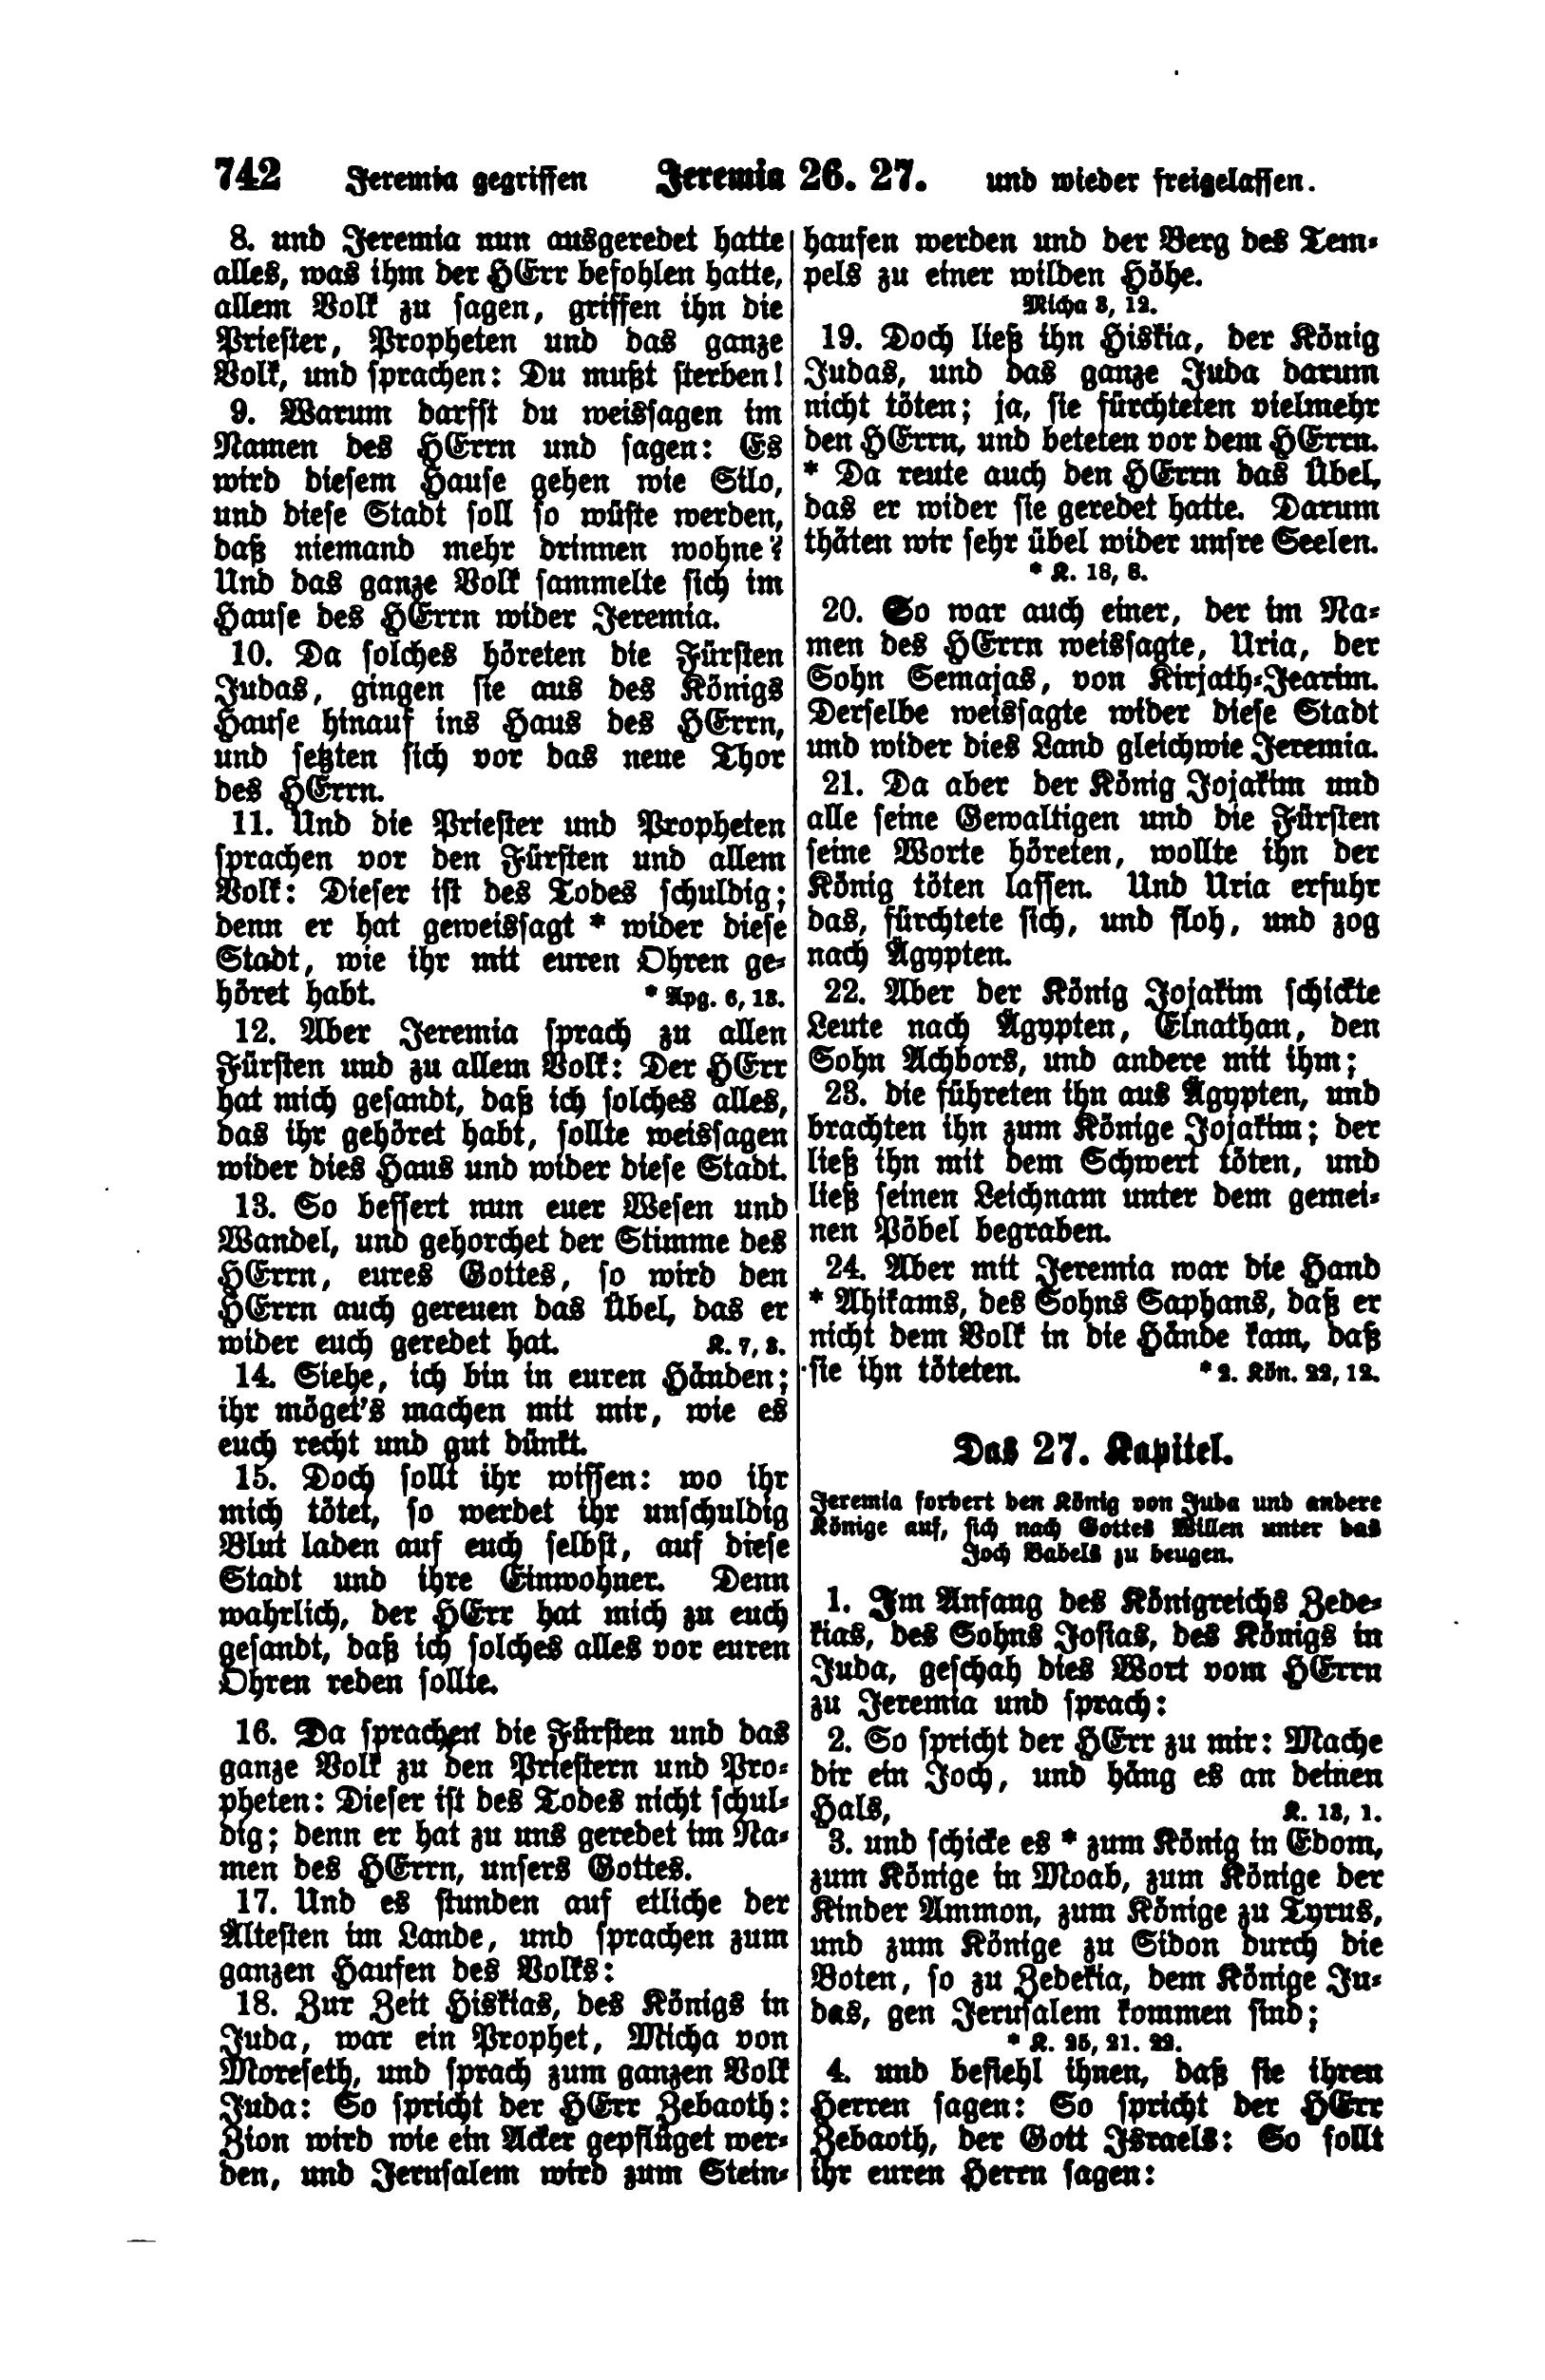 742 Jeremia gegriffen Jeremia 26. 27. und wieder freigelassen.
8. und Jeremia nun ausgeredet hatte
alles, was ihm der HErr befohlen hatte,
allem Volk zu sagen, griffen ihn die
Priester, Propheten und das ganze
Volk, und sprachen: Du mußt sterben!
9. Warum darfst du weissagen im
Namen des HErrn und sagen: Es
wird diesem Hause gehen wie Silo,
und diese Stadt soll so wüste werden,
daß niemand mehr drinnen wohne?
Und das ganze Volk sammelte sich im
Hause des HErrn wider Jeremia.
10. Da solches höreten die Fürsten
Judas, gingen sie aus des Königs
Hause hinauf ins Haus des HErrn,
und setzten sich vor das neue Thor
des HErrn.
11. Und die Priester und Propheten
sprachen vor den Fürsten und allem
Volk: Dieser ist des Todes schuldig;
denn er hat geweissagt * wider diese
Stadt, wie ihr mit euren Ohren ge-
höret habt. * Apg. 6, 13.
12. Aber Jeremia sprach zu allen
Fürsten und zu allem Volk: Der HErr
hat mich gesandt, daß ich solches alles,
das ihr gehöret habt, sollte weissagen
wider dies Haus und wider diese Stadt.
13. So bessert nun euer Wesen und
Wandel, und gehorchet der Stimme des
HErrn, eures Gottes, so wird den
HErrn auch gereuen das Übel, das er
wider euch geredet hat. K. 7, 3.
14. Siehe, ich bin in euren Händen;
ihr möget's machen mit mir, wie es
euch recht und gut dünkt.
15. Doch sollt ihr wissen: wo ihr
mich tötet, so werdet ihr unschuldig
Blut laden auf euch selbst, auf diese
Stadt und ihre Einwohner. Denn
wahrlich, der HErr hat mich zu euch
gesandt, daß ich solches alles vor euren
Ohren reden sollte.
16. Da sprachen die Fürsten und das
ganze Volk zu den Priestern und Pro-
pheten: Dieser ist des Todes nicht schul-
dig; denn er hat zu uns geredet im Na-
men des HErrn, unsers Gottes.
17. Und es stunden auf etliche der
Ältesten im Lande, und sprachen zum
ganzen Haufen des Volks:
18. Zur Zeit Hiskias, des Königs in
Juda, war ein Prophet, Micha von
Moreseth, und sprach zum ganzen Volk
Juda: So spricht der HErr Zebaoth:
Zion wird wie ein Acker gepflüget wer-
den, und Jerusalem wird zum Stein-
haufen werden und der Berg des Tem-
pels zu einer wilden Höhe.
Micha 3, 12.
19. Doch ließ ihn Hiskia, der König
Judas, und das ganze Juda darum
nicht töten; ja, sie fürchteten vielmehr
den HErrn, und beteten vor dem HErrn.
* Da reute auch den HErrn das Übel,
das er wider sie geredet hatte. Darum
thäten wir sehr übel wider unsre Seelen.
* K. 18, 8.
20. So war auch einer, der im Na-
men des HErrn weissagte, Uria, der
Sohn Semajas, von Kirjath-Jearim.
Derselbe weissagte wider diese Stadt
und wider dies Land gleichwie Jeremia.
21. Da aber der König Jojakim und
alle seine Gewaltigen und die Fürsten
seine Worte höreten, wollte ihn der
König töten lassen. Und Uria erfuhr
das, fürchtete sich, und floh, und zog
nach Ägypten.
22. Aber der König Jojakim schickte
Leute nach Ägypten, Elnathan, den
Sohn Achbors, und andere mit ihm;
23. die führeten ihn aus Ägypten, und
brachten ihn zum Könige Jojakim; der
ließ ihn mit dem Schwert töten, und
ließ seinen Leichnam unter dem gemei-
nen Pöbel begraben.
24. Aber mit Jeremia war die Hand
* Ahikams, des Sohns Saphans, daß er
nicht dem Volk in die Hände kam, daß
sie ihn töteten. * 2. Kön. 22, 12.
Das 27. Kapitel.
Jeremia fordert den König von Juda und andere
Könige auf, sich nach Gottes Willen unter das
Joch Babels zu beugen.
1. Im Anfang des Königreichs Zede-
kias, des Sohns Josias, des Königs in
Juda, geschah dies Wort vom HErrn
zu Jeremia und sprach:
2. So spricht der HErr zu mir: Mache
dir ein Joch, und häng es an deinen
Hals, K. 13, 1.
3. und schicke es * zum König in Edom,
zum Könige in Moab, zum Könige der
Kinder Ammon, zum Könige zu Tyrus,
und zum Könige zu Sidon durch die
Boten, so zu Zedekia, dem Könige Ju-
das, gen Jerusalem kommen sind;
* K. 25, 21. 22.
4. und befiehl ihnen, daß sie ihren
Herren sagen: So spricht der HErr
Zebaoth, der Gott Israels: So sollt
ihr euren Herrn sagen: